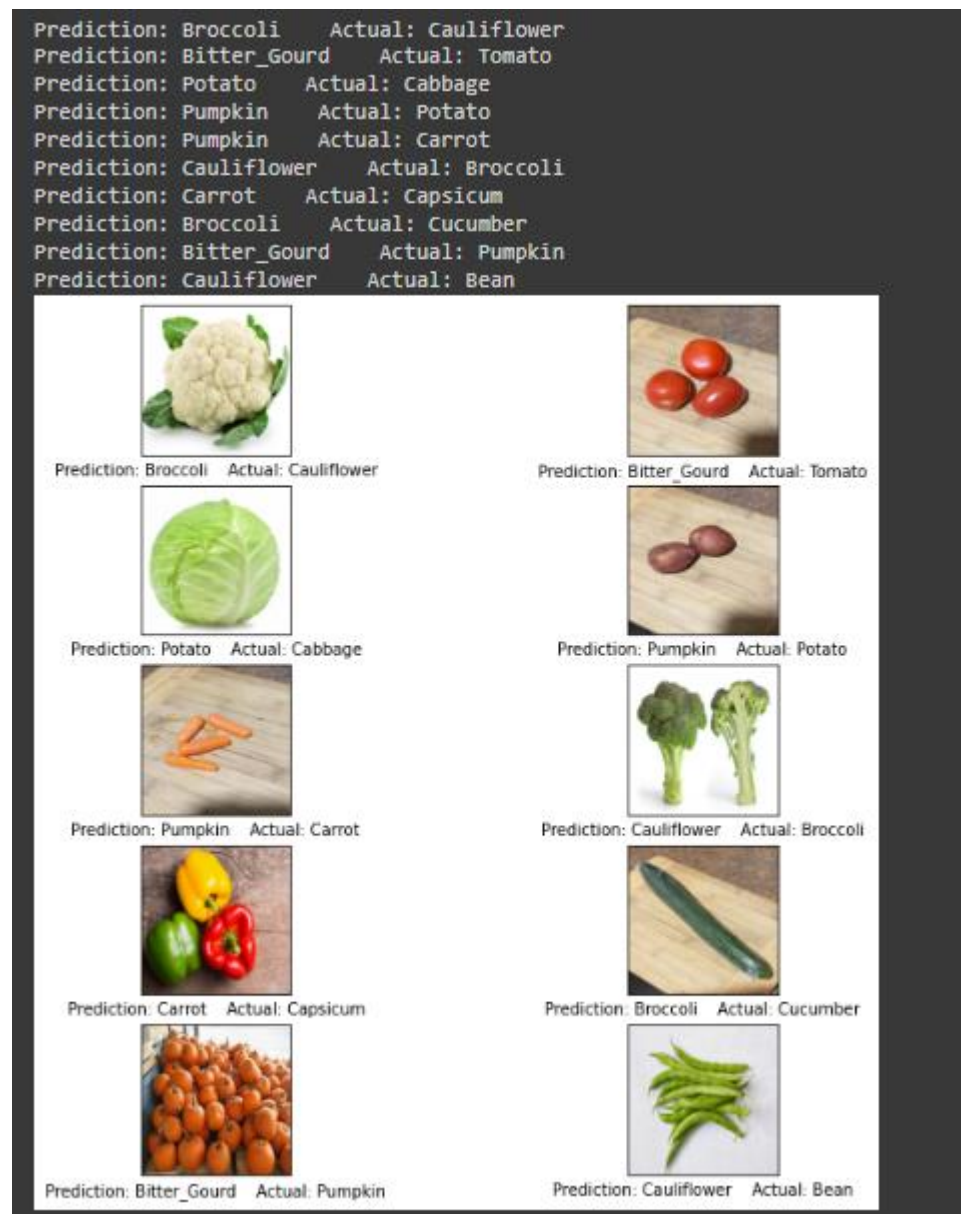 Prediction: Broccoli    Actual: Cauliflower
Prediction: Bitter_Gourd    Actual: Tomato
Prediction: Potato    Actual: Cabbage
Prediction: Pumpkin    Actual: Potato
Prediction: Pumpkin    Actual: Carrot
Prediction: Cauliflower    Actual: Broccoli
Prediction: Carrot    Actual: Capsicum
Prediction: Broccoli    Actual: Cucumber
Prediction: Bitter_Gourd    Actual: Pumpkin
Prediction: Cauliflower    Actual: Bean
Prediction: Broccoli    Actual: Cauliflower
Prediction: Bitter_Gourd    Actual: Tomato
Prediction: Potato    Actual: Cabbage
Prediction: Pumpkin    Actual: Potato
Prediction: Pumpkin    Actual: Carrot
Prediction: Cauliflower    Actual: Broccoli
Prediction: Carrot    Actual: Capsicum
Prediction: Broccoli    Actual: Cucumber
Prediction: Bitter_Gourd    Actual: Pumpkin
Prediction: Cauliflower    Actual: Bean